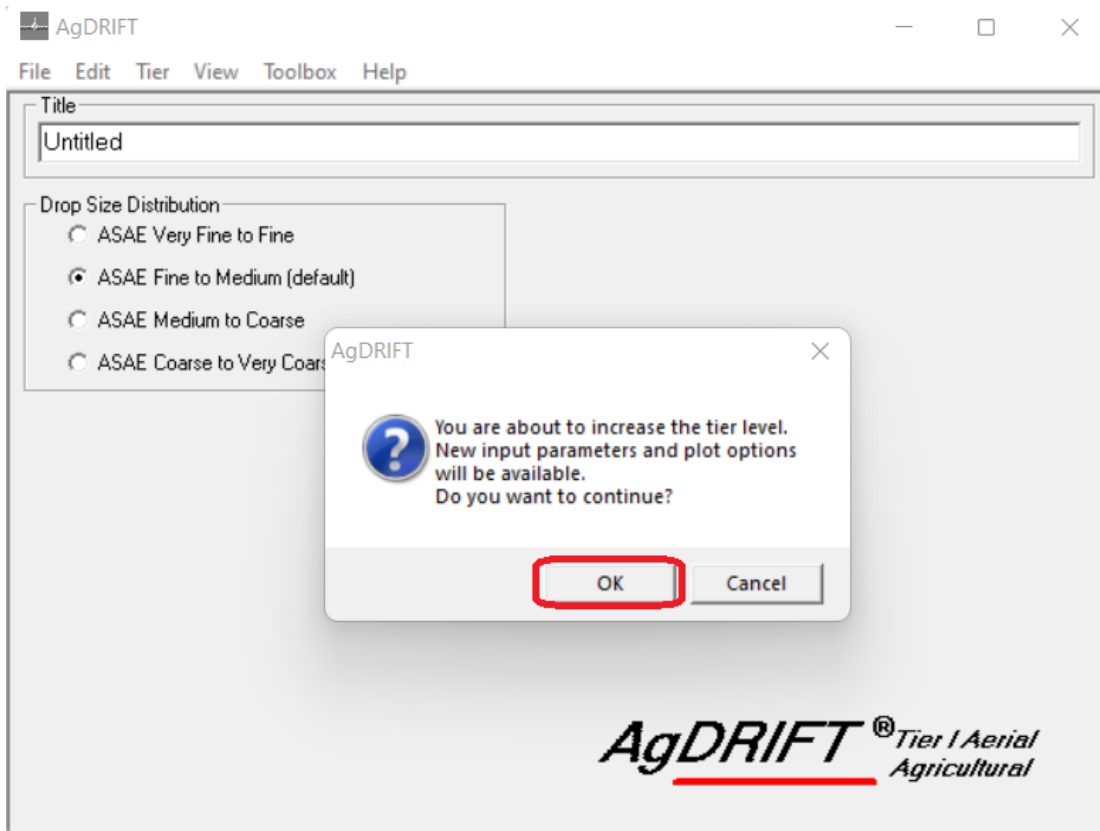 AgDRIFT
File Edit Tier View Toolbox Help
Title
Untitled
Drop Size Distribution
ASAE Very Fine to Fine
ASAE Fine to Medium (default)
ASAE Medium to Coarse
ASAE Coarse to Very Coars
AgDRIFT
You are about to increase the tier level.
New input parameters and plot options
will be available.
Do you want to continue?
OK Cancel
AgDRIFT® Tier I Aerial
Agricultural